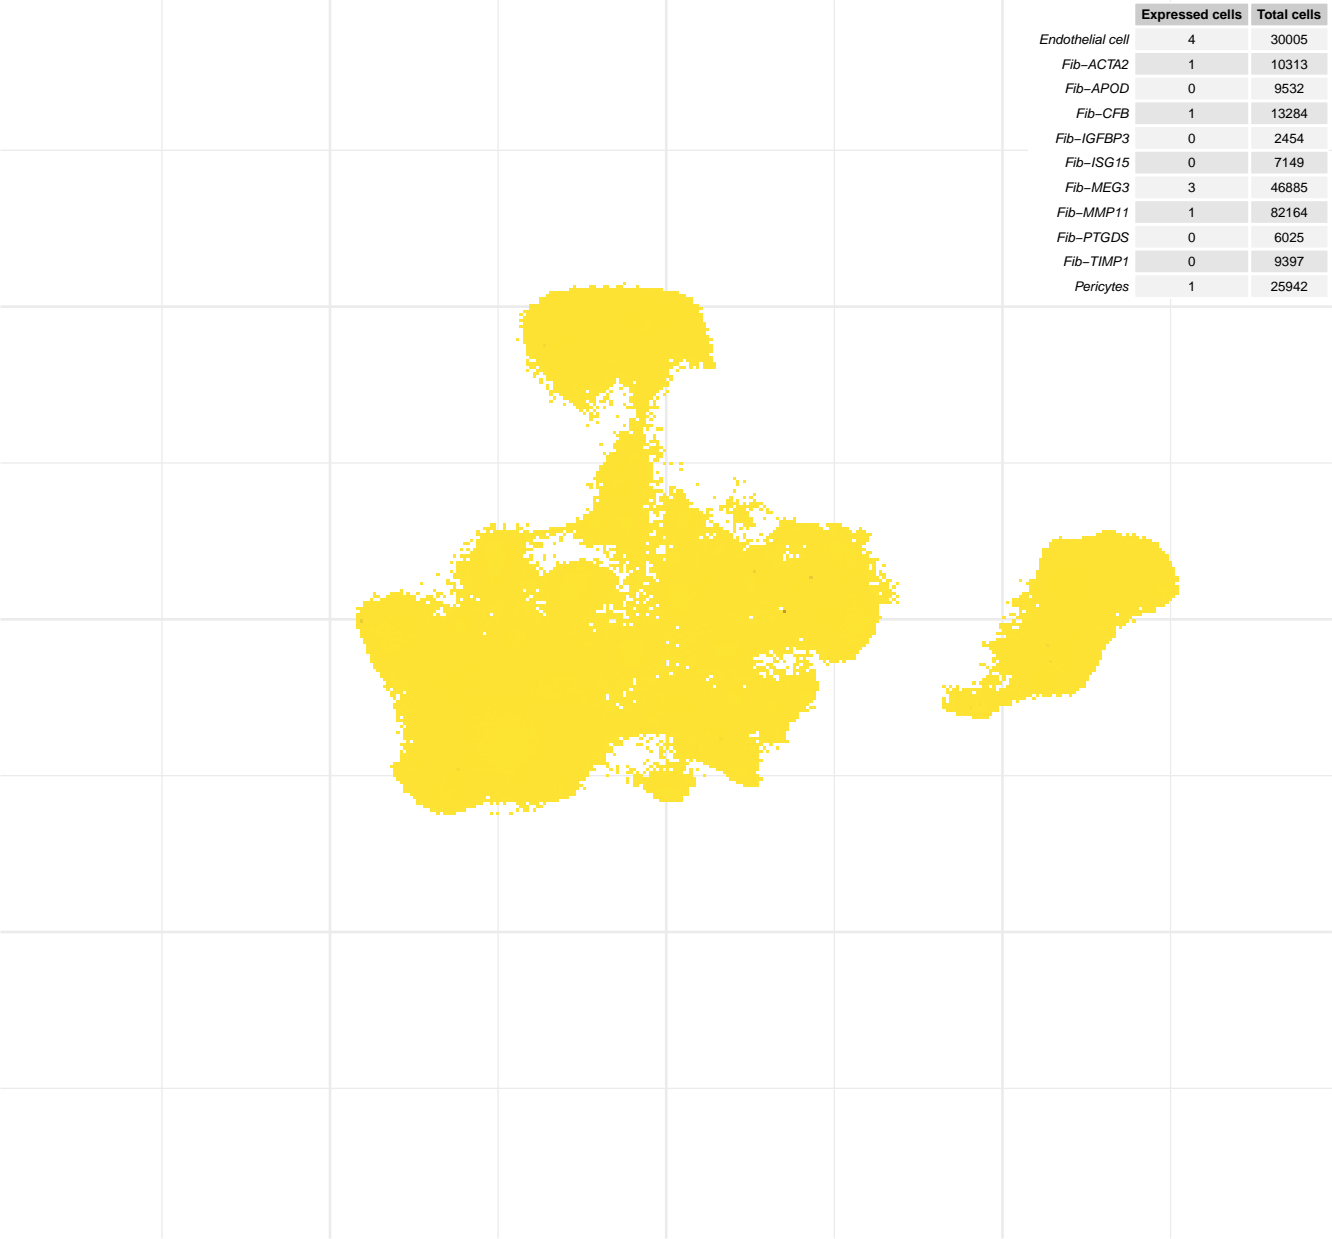 Expressed cells Total cells
Endothelial cell 4 30005
Fib−ACTA2 1 10313
Fib−APOD 0 9532
Fib−CFB 1 13284
Fib−IGFBP3 0 2454
Fib−ISG15 0 7149
Fib−MEG3 3 46885
Fib−MMP11 1 82164
Fib−PTGDS 0 6025
Fib−TIMP1 0 9397
Pericytes 1 25942